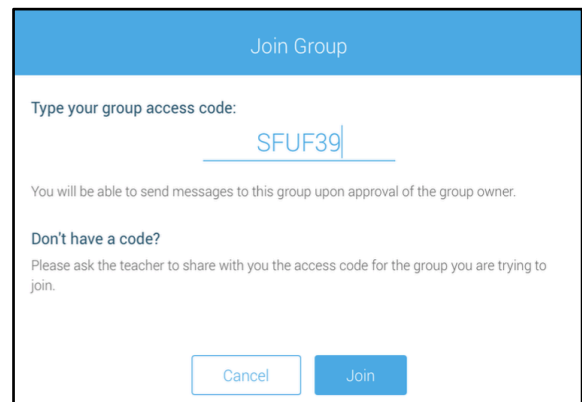 Join Group
Type your group access code:
SFUF39
You will be able to send messages to this group upon approval of the group owner.
Don't have a code?
Please ask the teacher to share with you the access code for the group you are trying to
join.
Cancel Join